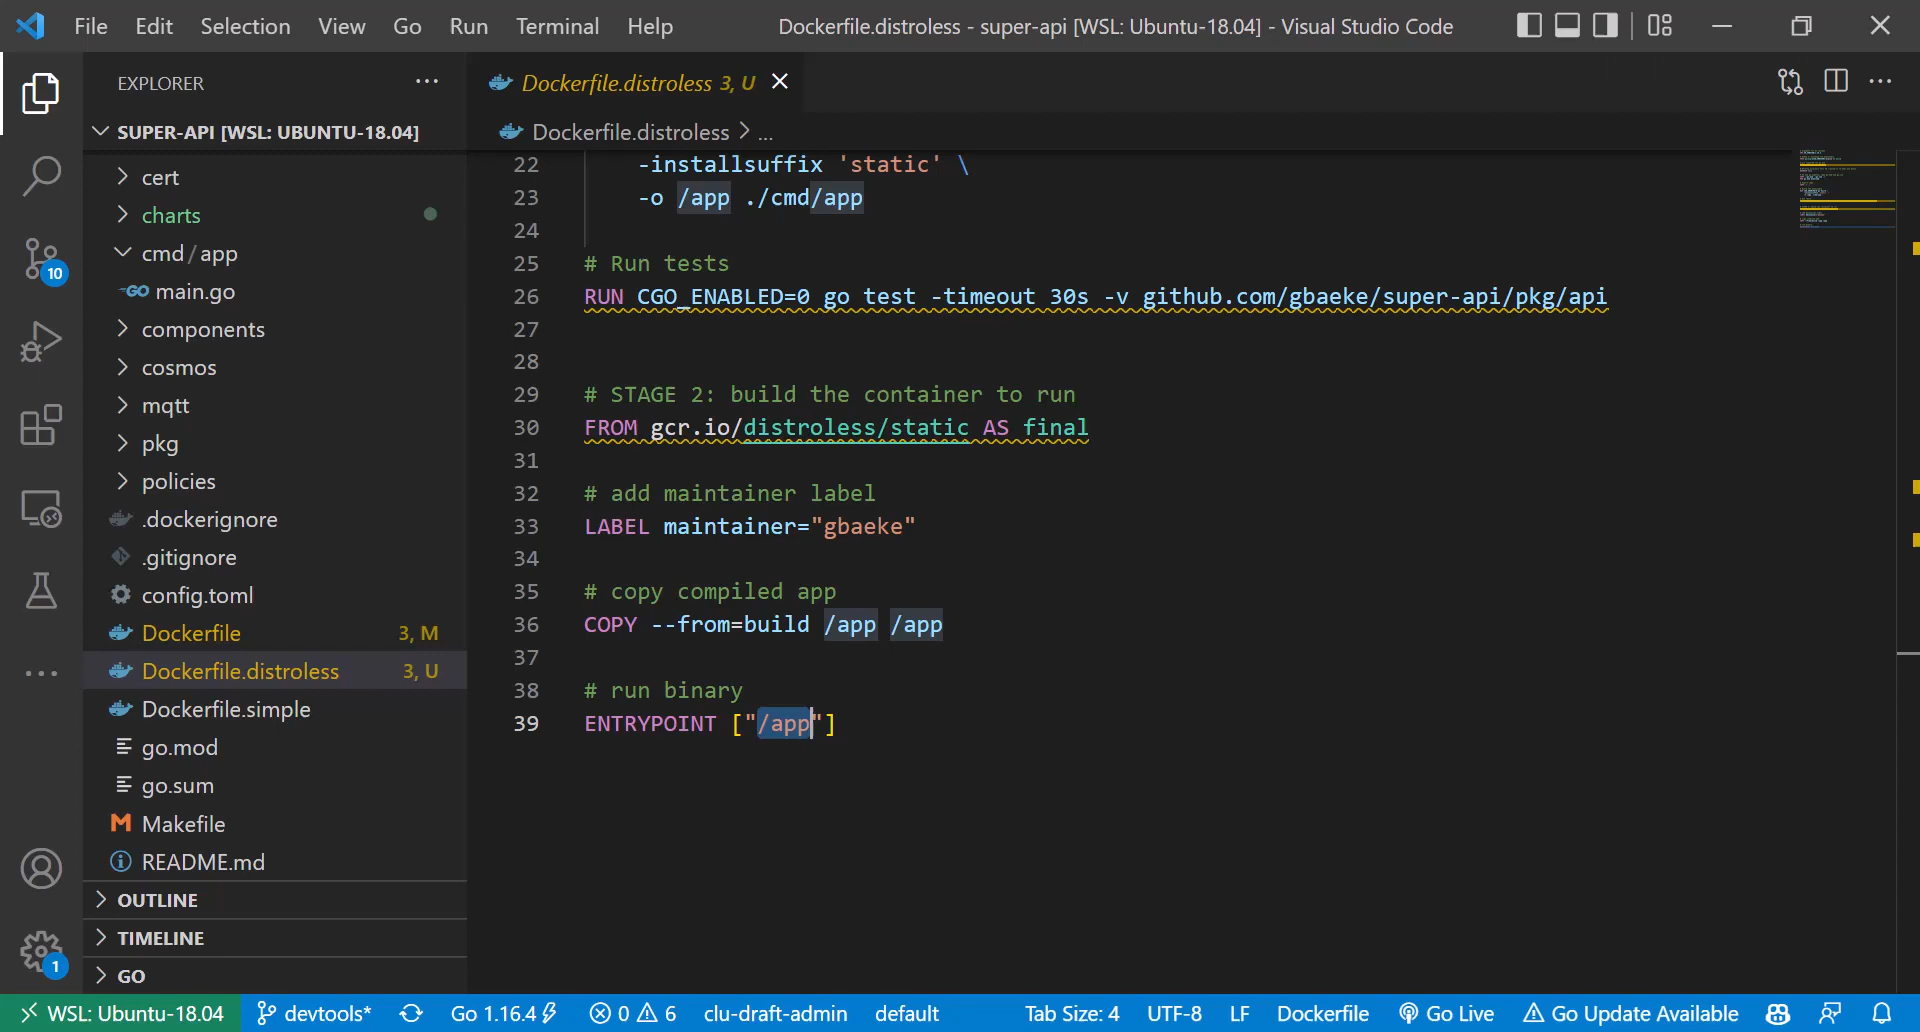 File Edit Selection View Go Run Terminal Help Dockerfile.distroless - super-api [WSL: Ubuntu-18.04] - Visual Studio Code
EXPLORER ···
SUPER-API [WSL: UBUNTU-18.04]
cert
charts
cmd / app
main.go
components
cosmos
mqtt
pkg
policies
.dockerignore
.gitignore
config.toml
Dockerfile 3, M
Dockerfile.distroless 3, U
Dockerfile.simple
go.mod
go.sum
Makefile
README.md
OUTLINE
TIMELINE
GO
10
1
Dockerfile.distroless 3, U
Dockerfile.distroless > ...
22 -installsuffix 'static' \
23 -o /app ./cmd/app
24
25 # Run tests
26 RUN CGO_ENABLED=0 go test -timeout 30s -v github.com/gbaeke/super-api/pkg/api
27
28
29 # STAGE 2: build the container to run
30 FROM gcr.io/distroless/static AS final
31
32 # add maintainer label
33 LABEL maintainer="gbaeke"
34
35 # copy compiled app
36 COPY --from=build /app /app
37
38 # run binary
39 ENTRYPOINT ["/app"]
WSL: Ubuntu-18.04 devtools* Go 1.16.4 0 6 clu-draft-admin default Tab Size: 4 UTF-8 LF Dockerfile Go Live Go Update Available